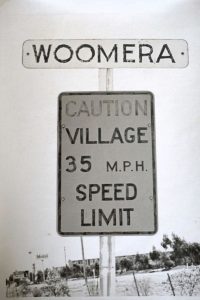 WOOMERA
CAUTION
VILLAGE
35 M.P.H.
SPEED
LIMIT